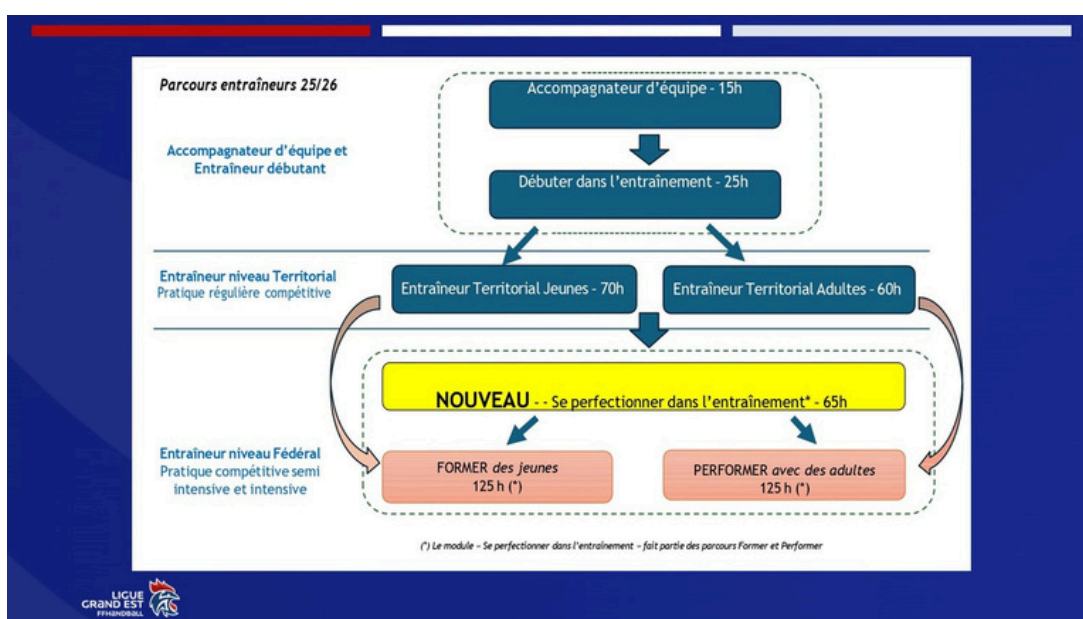 Parcours entraîneurs 25/26
Accompagnateur d'équipe - 15h
Accompagnateur d'équipe et
Entraîneur débutant
Débuter dans l'entraînement - 25h
Entraîneur niveau Territorial
Pratique régulière compétitive
Entraîneur Territorial Jeunes - 70h
Entraîneur Territorial Adultes - 60h
NOUVEAU - - Se perfectionner dans l'entraînement* - 65h
Entraîneur niveau Fédéral
Pratique compétitive semi
intensive et intensive
FORMER des jeunes
125 h (*)
PERFORMER avec des adultes
125 h (*)
(*) Le module - Se perfectionner dans l'entraînement - fait partie des parcours Former et Performer
LIGUE
GRAND EST
FFHANDBALL